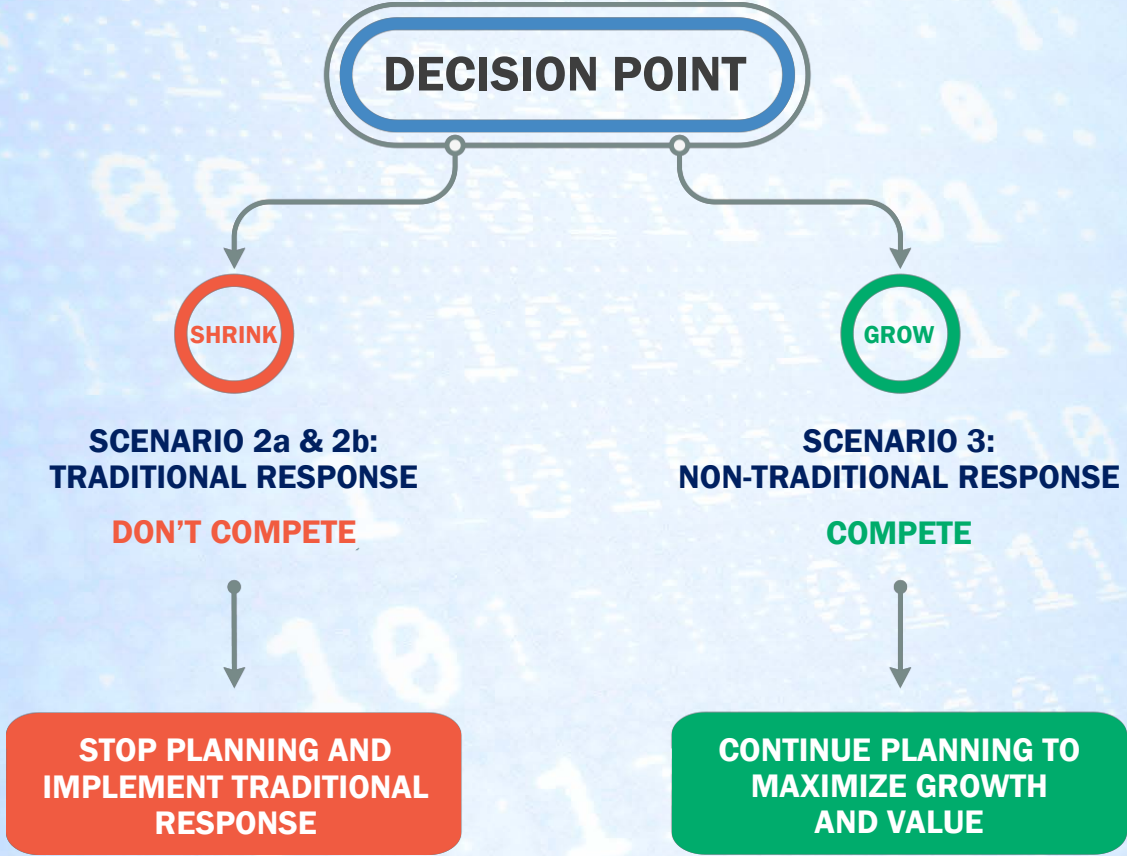 DECISION POINT
SHRINK
GROW
SCENARIO 2a & 2b:
TRADITIONAL RESPONSE
DON'T COMPETE
SCENARIO 3:
NON-TRADITIONAL RESPONSE
COMPETE
STOP PLANNING AND
IMPLEMENT TRADITIONAL
RESPONSE
CONTINUE PLANNING TO
MAXIMIZE GROWTH
AND VALUE